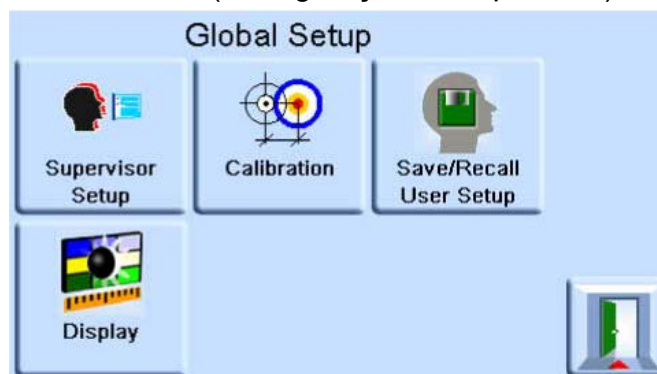 Global Setup
Supervisor
Setup
Calibration
Save/Recall
User Setup
Display